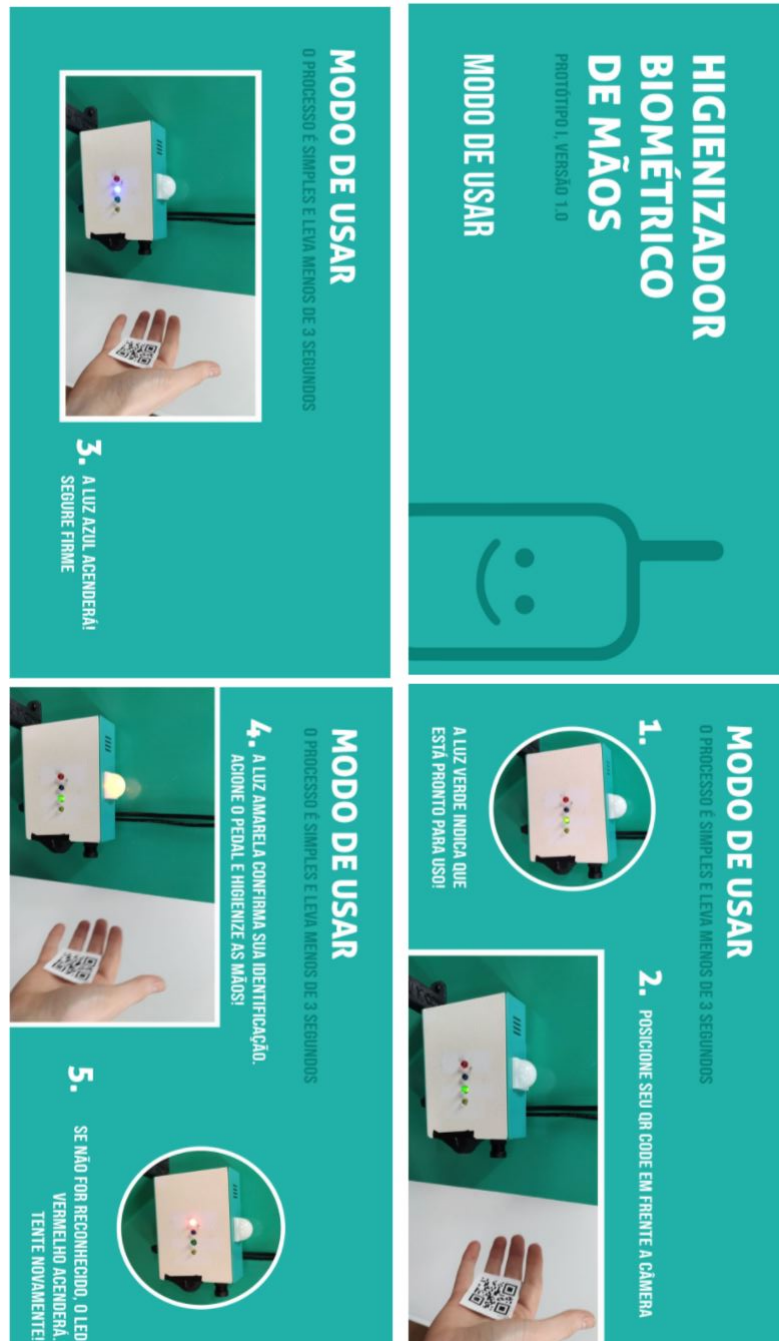 HIGIENIZADOR
BIOMÉTRICO
DE MÃOS
PROTÓTIPO I, VERSÃO 1.0
MODO DE USAR
MODO DE USAR
O PROCESSO É SIMPLES E LEVA MENOS DE 3 SEGUNDOS
1.
A LUZ VERDE INDICA QUE
ESTÁ PRONTO PARA USO!
2. POSICIONE SEU QR CODE EM FRENTE A CÂMERA
MODO DE USAR
O PROCESSO É SIMPLES E LEVA MENOS DE 3 SEGUNDOS
3. A LUZ AZUL ACENDERÁ!
SEGURE FIRME
MODO DE USAR
O PROCESSO É SIMPLES E LEVA MENOS DE 3 SEGUNDOS
4. A LUZ AMARELA CONFIRMA SUA IDENTIFICAÇÃO.
ACIONE O PEDAL E HIGIENIZE AS MÃOS!
5.
SE NÃO FOR RECONHECIDO, O LED
VERMELHO ACENDERÁ.
TENTE NOVAMENTE!